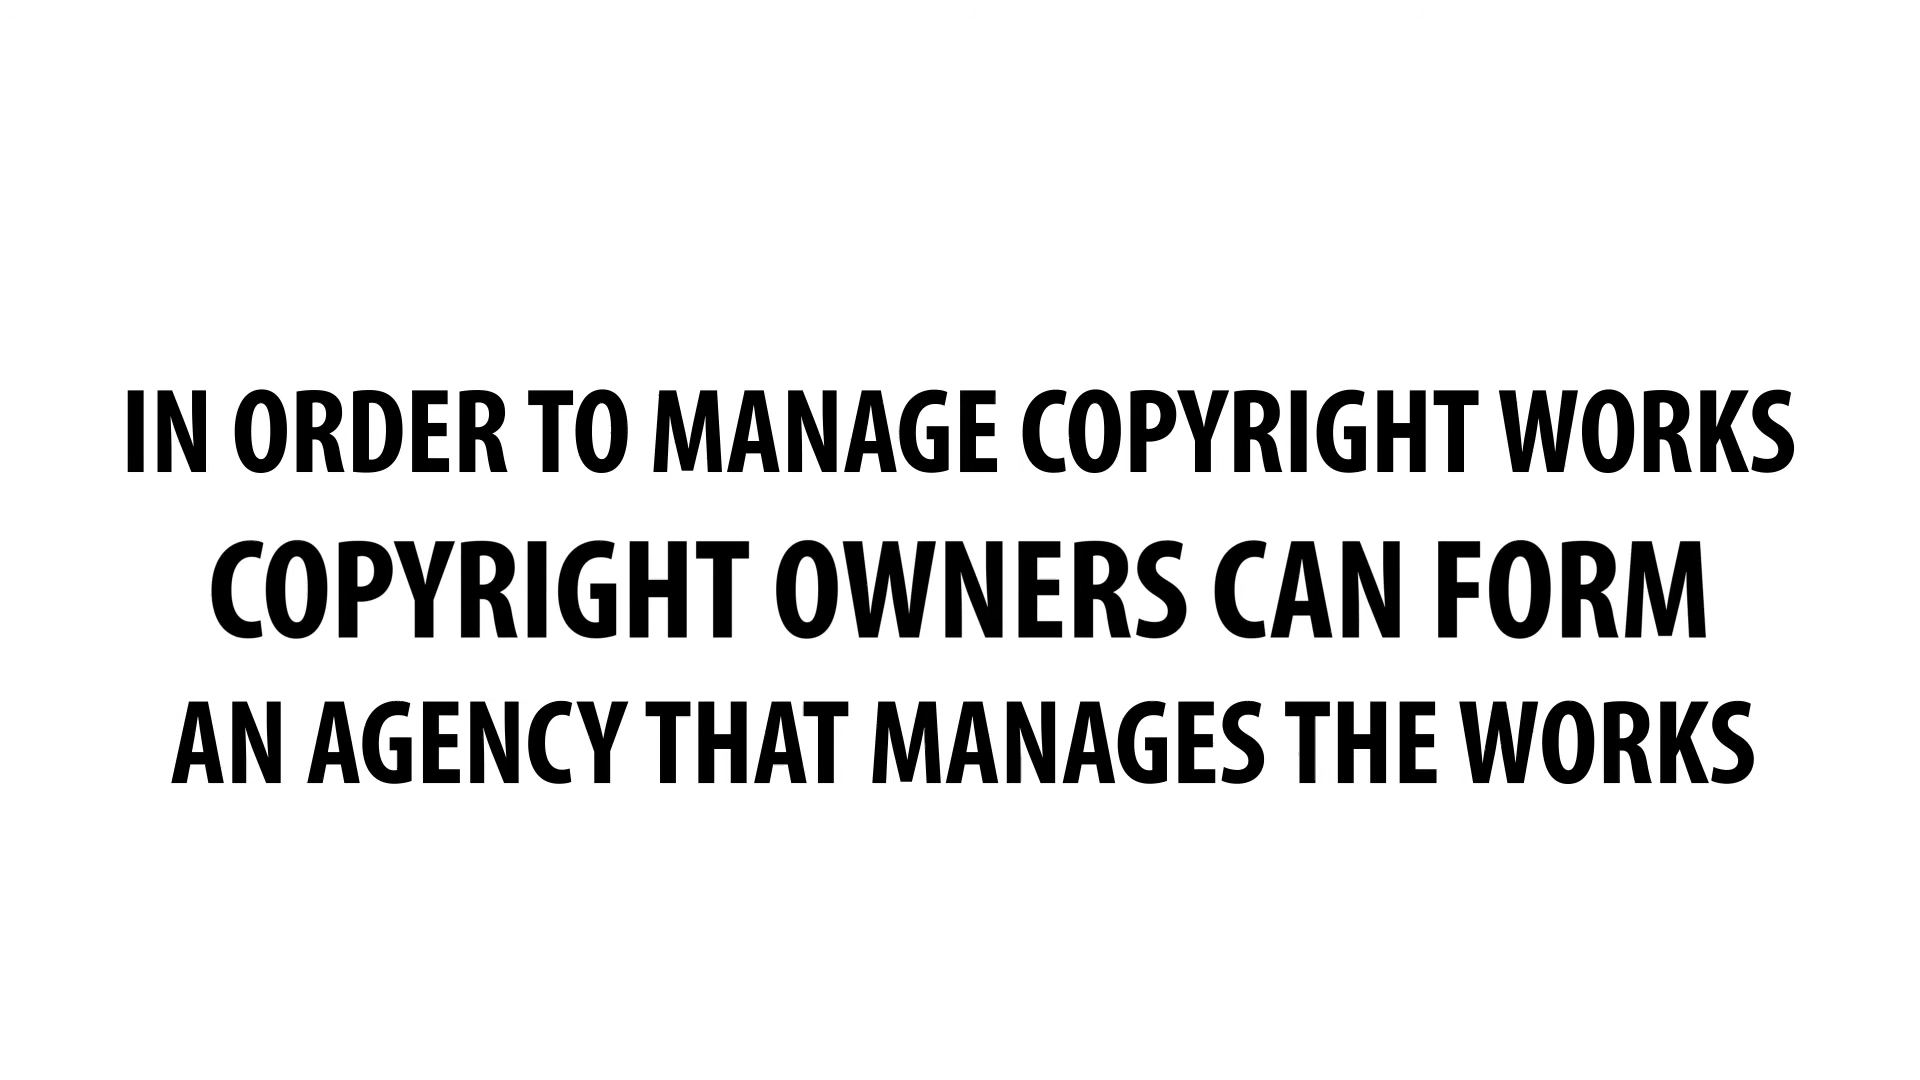 IN ORDER TO MANAGE COPYRIGHT WORKS
COPYRIGHT OWNERS CAN FORM
AN AGENCY THAT MANAGES THE WORKS